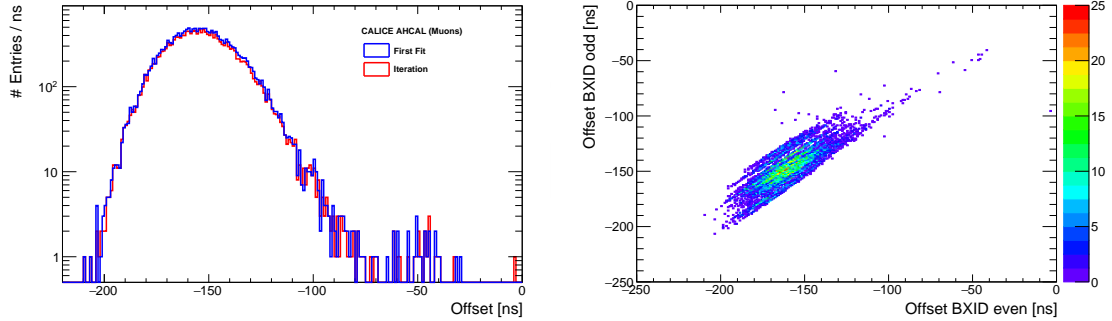 # Entries / ns
10²
10
1
CALICE AHCAL (Muons)
First Fit
Iteration
−200 −150 −100 −50 0
Offset [ns]
Offset BXID odd [ns]
0
−50
−100
−150
−200
−250
−250 −200 −150 −100 −50 0
Offset BXID even [ns]
25
20
15
10
5
0